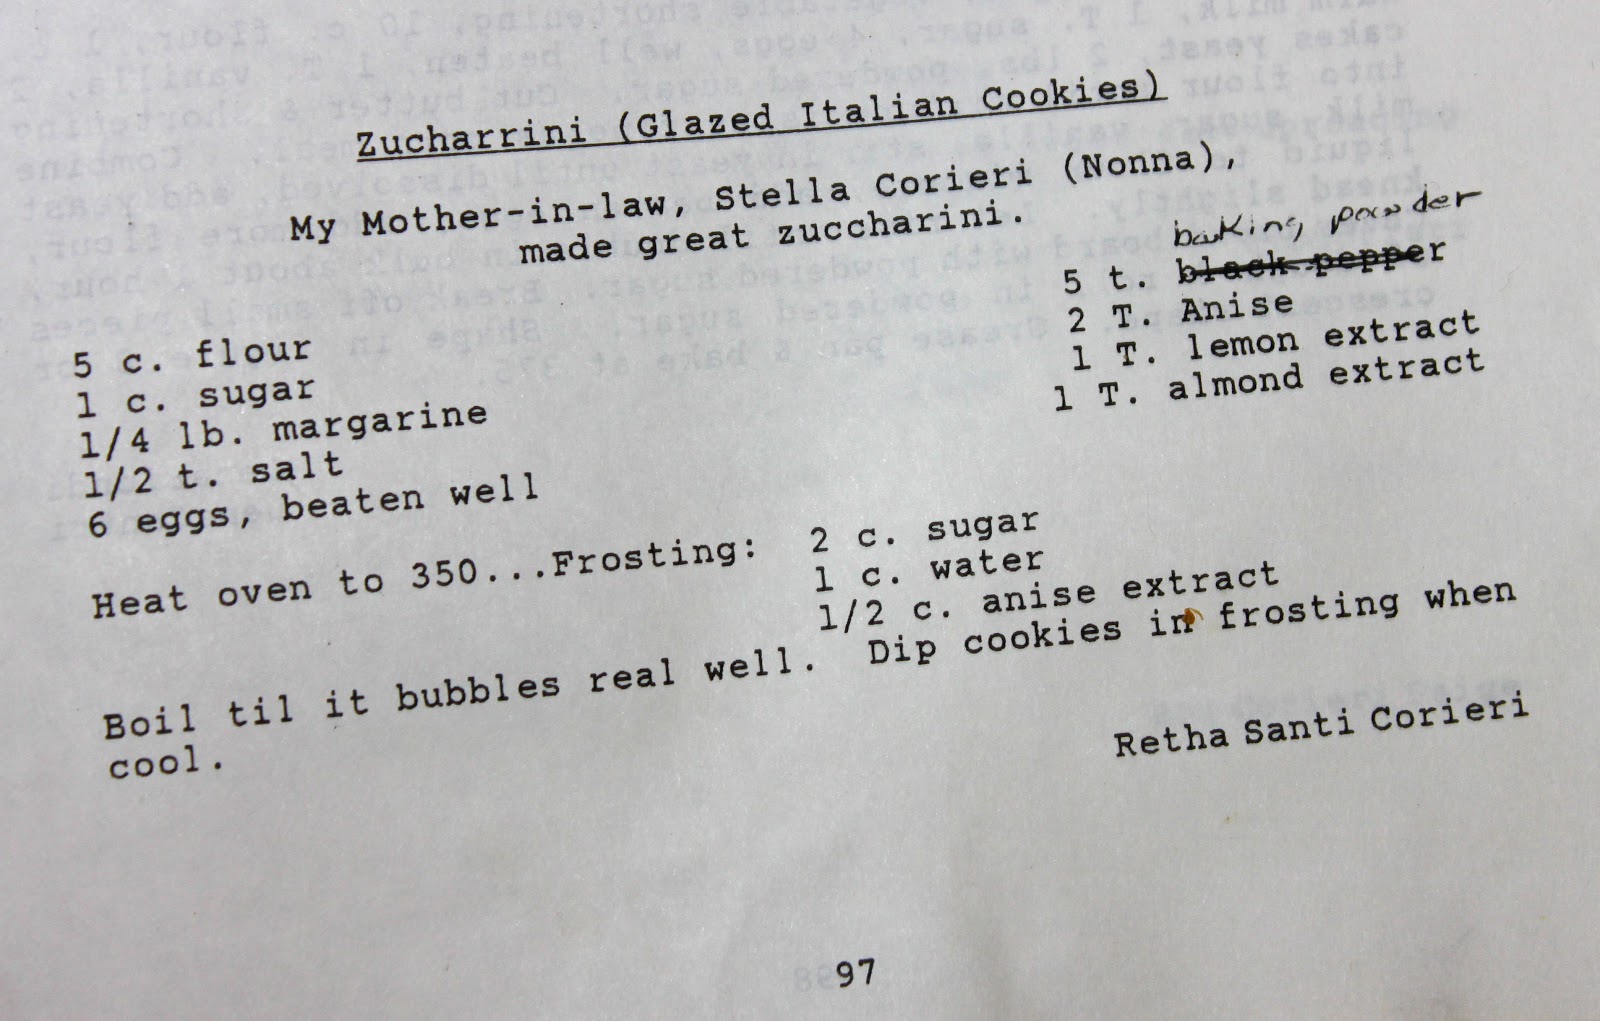 Zucharrini (Glazed Italian Cookies)
My Mother-in-law, Stella Corieri (Nonna),
made great zuccharini.
5 c. flour
1 c. sugar
1/4 lb. margarine
1/2 t. salt
6 eggs, beaten well
baking powder
5 t. black pepper
2 T. Anise
1 T. lemon extract
1 T. almond extract
Heat oven to 350...Frosting: 2 c. sugar
1 c. water
1/2 c. anise extract
Boil til it bubbles real well. Dip cookies in frosting when
cool.
Retha Santi Corieri
97